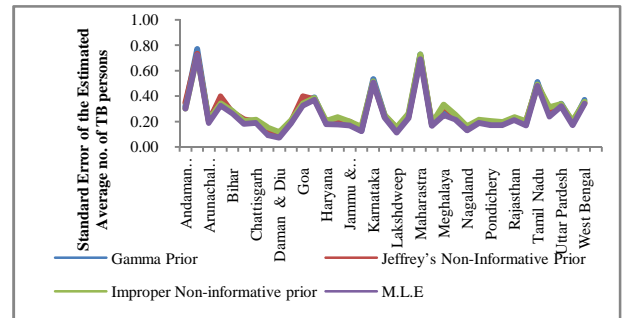 Standard Error of the Estimated
Average no. of TB persons
1.00
0.80
0.60
0.40
0.20
0.00
Andaman…
Arunachal…
Bihar
Chattisgarh
Daman & Diu
Goa
Haryana
Jammu &…
Karnataka
Lakshdweep
Maharastra
Meghalaya
Nagaland
Pondichery
Rajasthan
Tamil Nadu
Uttar Pardesh
West Bengal
Gamma Prior
Jeffrey's Non-Informative Prior
Improper Non-informative prior
M.L.E